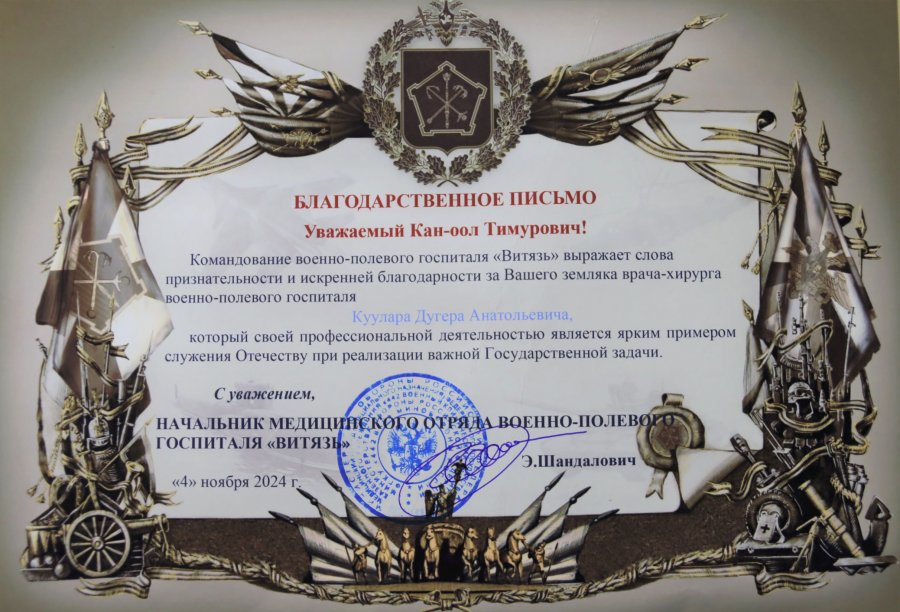 БЛАГОДАРСТВЕННОЕ ПИСЬМО
Уважаемый Кан-оол Тимурович!
Командование военно-полевого госпиталя «Витязь» выражает слова
признательности и искренней благодарности за Вашего земляка врача-хирурга
военно-полевого госпиталя
Куулара Дугера Анатольевича,
который своей профессиональной деятельностью является ярким примером
служения Отечеству при реализации важной Государственной задачи.
С уважением,
НАЧАЛЬНИК МЕДИЦИНСКОГО ОТРЯДА ВОЕННО-ПОЛЕВОГО
ГОСПИТАЛЯ «ВИТЯЗЬ»
Э.Шандалович
«4» ноября 2024 г.